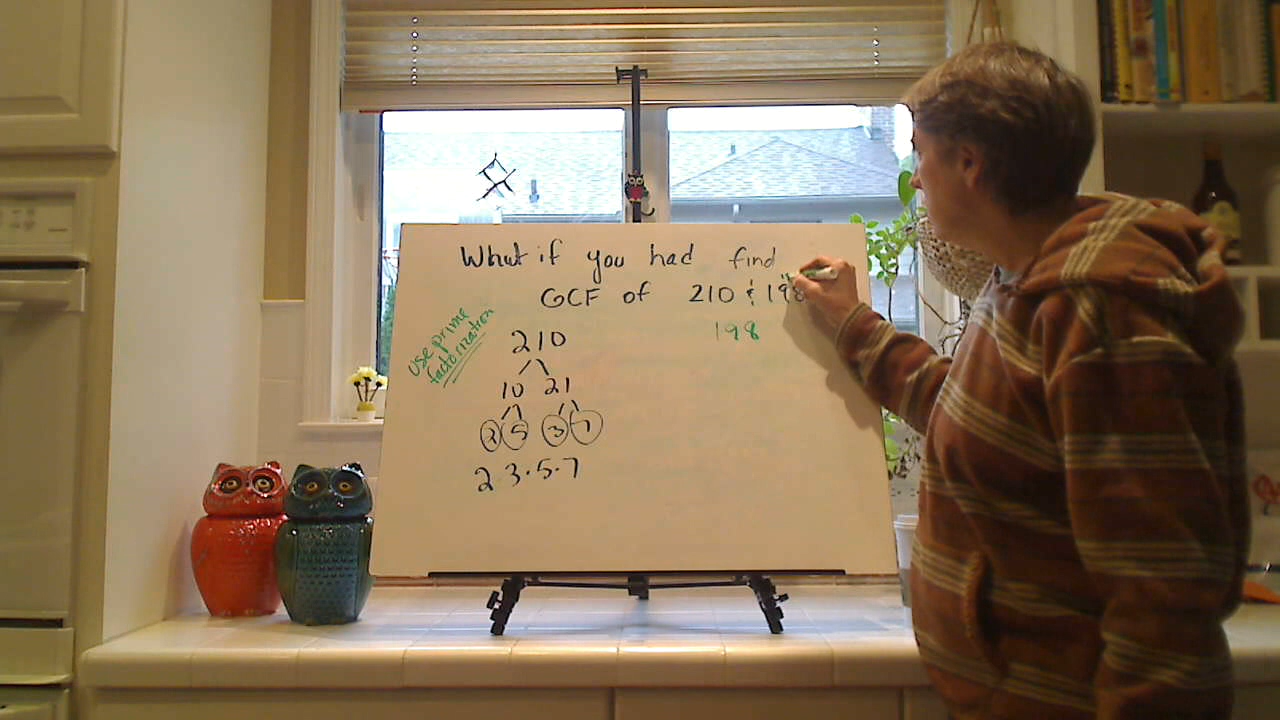 What if you had find
GCF of 210 & 198
use prime
factorization
210
198
10 21
2 5 3 7
2·3·5·7